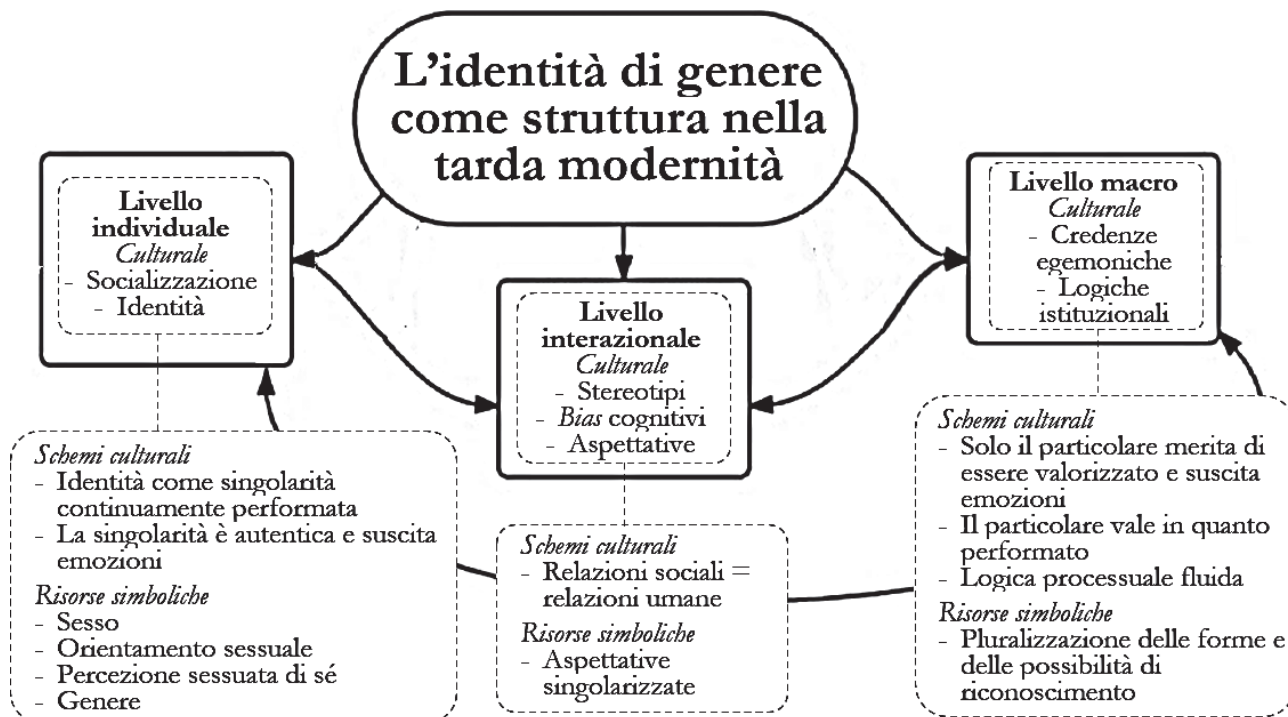 L’identità di genere
come struttura nella
tarda modernità
Livello
individuale
Culturale
- Socializzazione
- Identità
Livello
interazionale
Culturale
- Stereotipi
- Bias cognitivi
- Aspettative
Livello macro
Culturale
- Credenze
egemoniche
- Logiche
istituzionali
Schemi culturali
- Identità come singolarità
continuamente performata
- La singolarità è autentica e suscita
emozioni
Risorse simboliche
- Sesso
- Orientamento sessuale
- Percezione sessuata di sé
- Genere
Schemi culturali
- Relazioni sociali =
relazioni umane
Risorse simboliche
- Aspettative
singolarizzate
Schemi culturali
- Solo il particolare merita di
essere valorizzato e suscita
emozioni
- Il particolare vale in quanto
performato
- Logica processuale fluida
Risorse simboliche
- Pluralizzazione delle forme e
delle possibilità di
riconoscimento